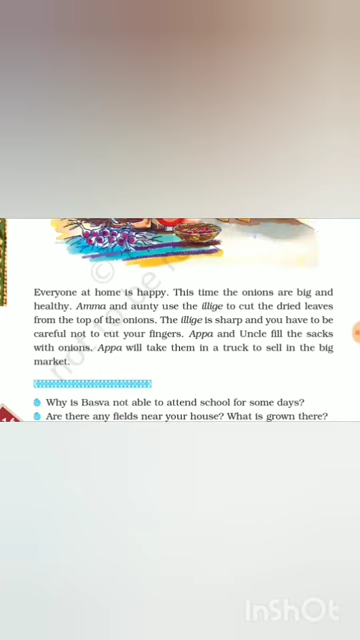 Everyone at home is happy. This time the onions are big and
healthy. Amma and aunty use the illige to cut the dried leaves
from the top of the onions. The illige is sharp and you have to be
careful not to cut your fingers. Appa and Uncle fill the sacks
with onions. Appa will take them in a truck to sell in the big
market.
Why is Basva not able to attend school for some days?
Are there any fields near your house? What is grown there?
InShOt